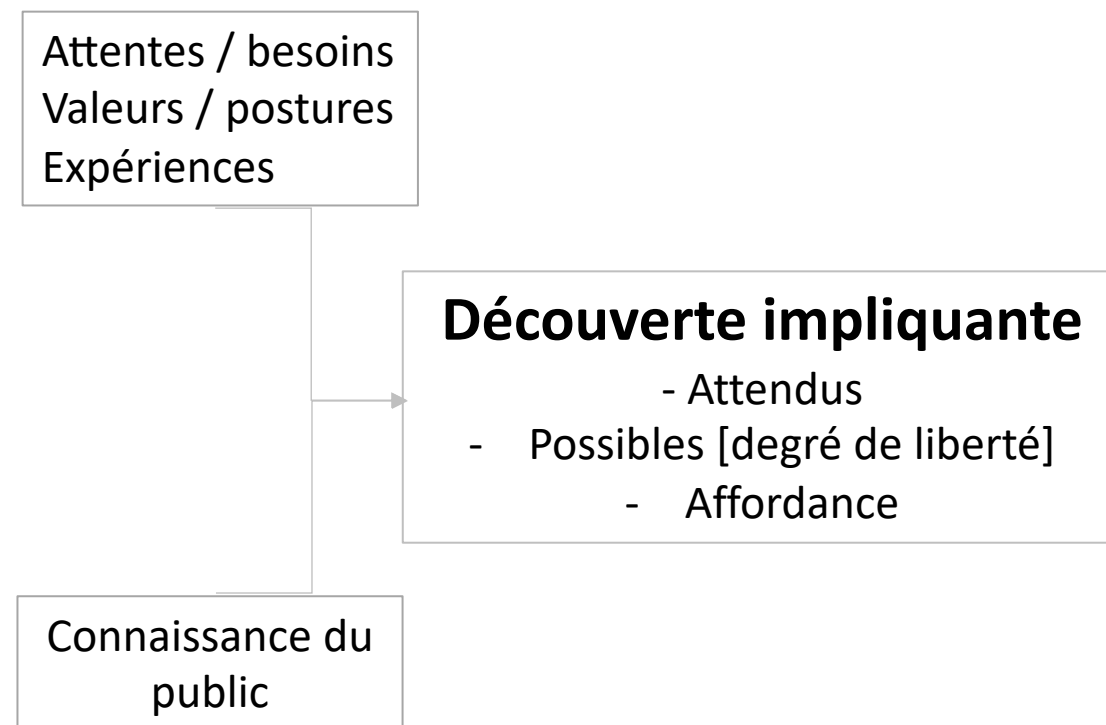 Attentes / besoins
Valeurs / postures
Expériences
Découverte impliquante
- Attendus
- Possibles [degré de liberté]
- Affordance
Connaissance du
public